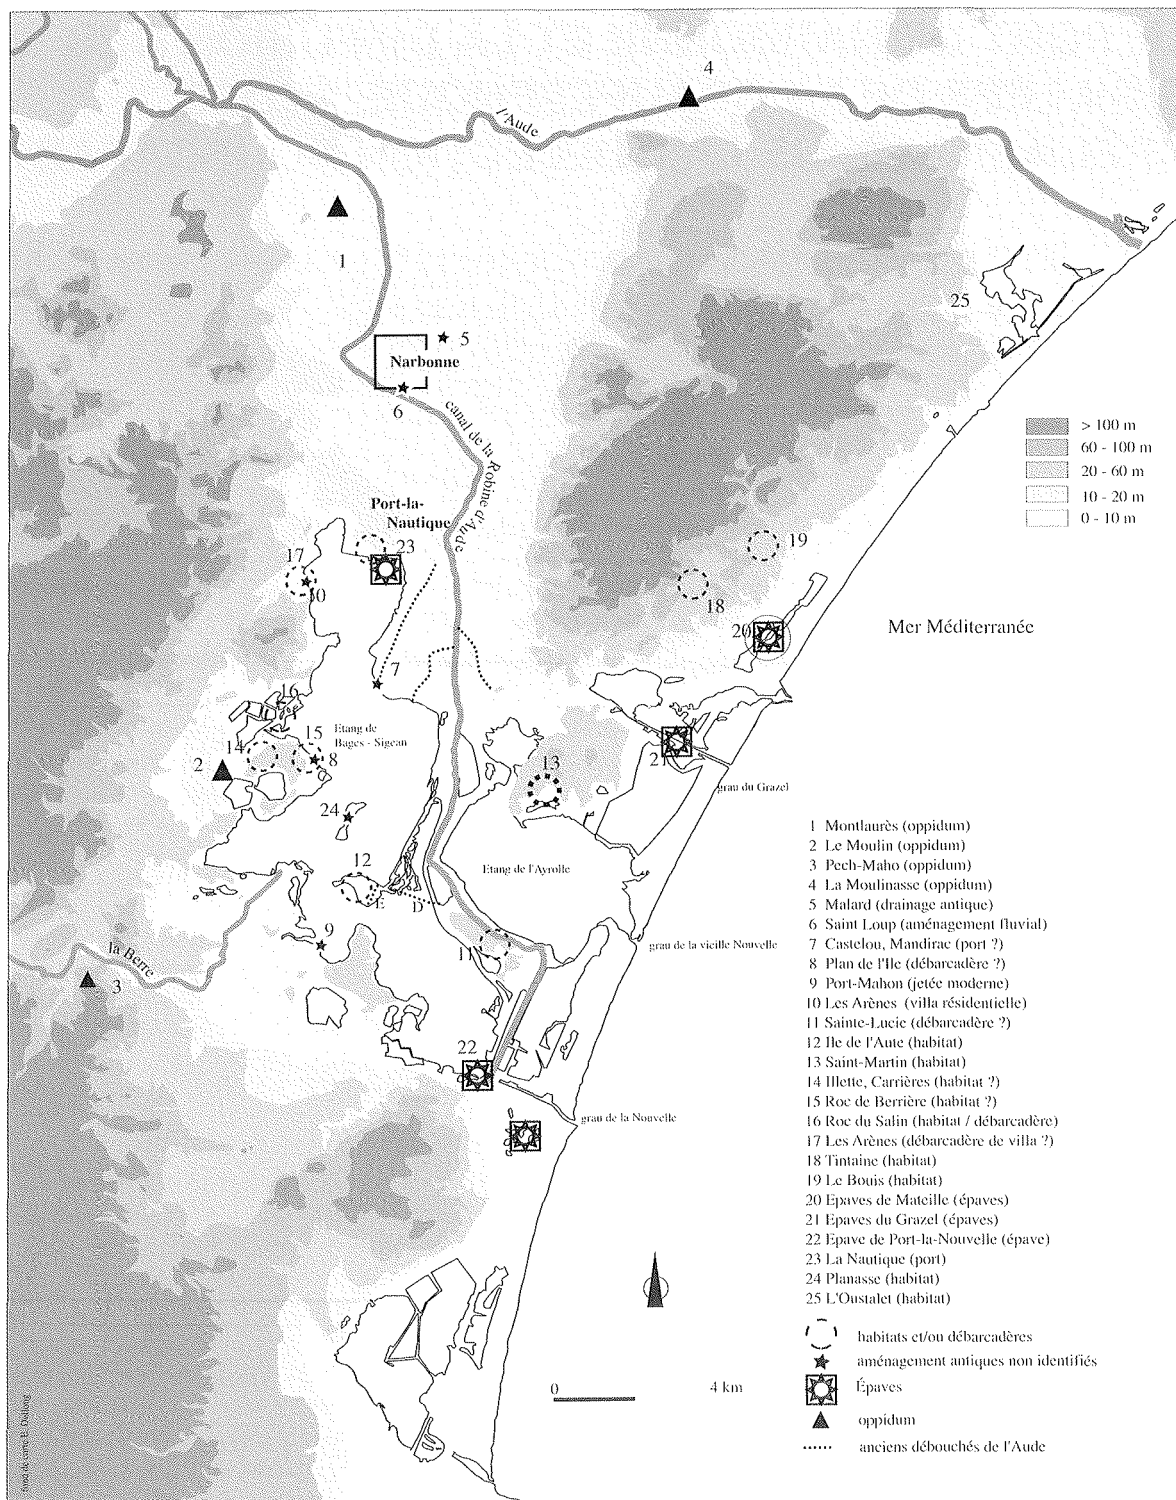 4
l'Aude
1
25
5
Narbonne
6
canal de la Robine d'Aude
> 100 m
60 - 100 m
20 - 60 m
10 - 20 m
0 - 10 m
Port-la-
Nautique
23
17
10
19
18
20
Mer Méditerranée
7
16
15
14
8
2
Etang de
Bages - Sigean
21
13
grau du Grazel
24
12
E
D
Etang de l'Ayrolle
9
11
grau de la vieille Nouvelle
la Berre
3
22
grau de la Nouvelle
1 Montlaurès (oppidum)
2 Le Moulin (oppidum)
3 Pech-Maho (oppidum)
4 La Moulinasse (oppidum)
5 Malard (drainage antique)
6 Saint Loup (aménagement fluvial)
7 Castelou, Mandirac (port ?)
8 Plan de l'Ile (débarcadère ?)
9 Port-Mahon (jetée moderne)
10 Les Arènes (villa résidentielle)
11 Sainte-Lucie (débarcadère ?)
12 Ile de l'Aute (habitat)
13 Saint-Martin (habitat)
14 Illette, Carrières (habitat ?)
15 Roc de Berrière (habitat ?)
16 Roc du Salin (habitat / débarcadère)
17 Les Arènes (débarcadère de villa ?)
18 Tintaine (habitat)
19 Le Bouis (habitat)
20 Epaves de Mateille (épaves)
21 Epaves du Grazel (épaves)
22 Epave de Port-la-Nouvelle (épave)
23 La Nautique (port)
24 Planasse (habitat)
25 L'Oustalet (habitat)
habitats et/ou débarcadères
aménagement antiques non identifiés
Épaves
oppidum
anciens débouchés de l'Aude
0
4 km